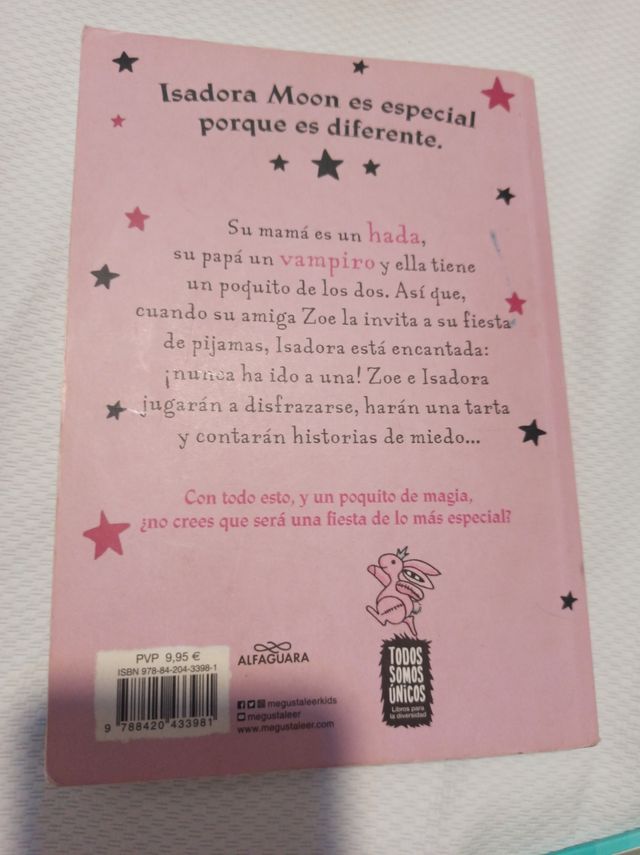 Isadora Moon es especial
porque es diferente.
Su mamá es un hada,
su papá un vampiro y ella tiene
un poquito de los dos. Así que,
cuando su amiga Zoe la invita a su fiesta
de pijamas, Isadora está encantada:
¡nunca ha ido a una! Zoe e Isadora
jugarán a disfrazarse, harán una tarta
y contarán historias de miedo...
Con todo esto, y un poquito de magia,
¿no crees que será una fiesta de lo más especial?
PVP 9,95 €
ISBN 978-84-204-3398-1
9 788420 433981
ALFAGUARA
megustaleerkids
megustaleer
www.megustaleer.com
TODOS
SOMOS
ÚNICOS
Libros para
la diversidad